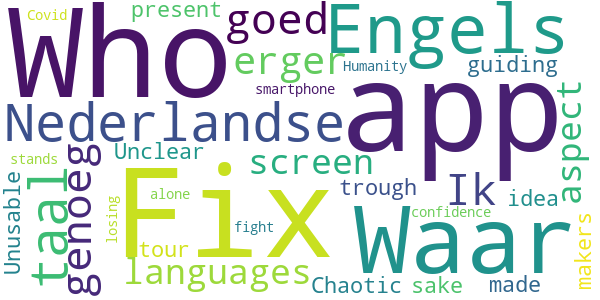 Covid
present
Who
goed
Engels
erger
Humanity
guiding
smartphone
app
aspect
Nederlandse
Unclear
screen
stands
taal
genoeg
Fix
trough
Ik
idea
Unusable
losing
alone
fight
confidence
Waar
makers
tour
languages
Chaotic
sake
made